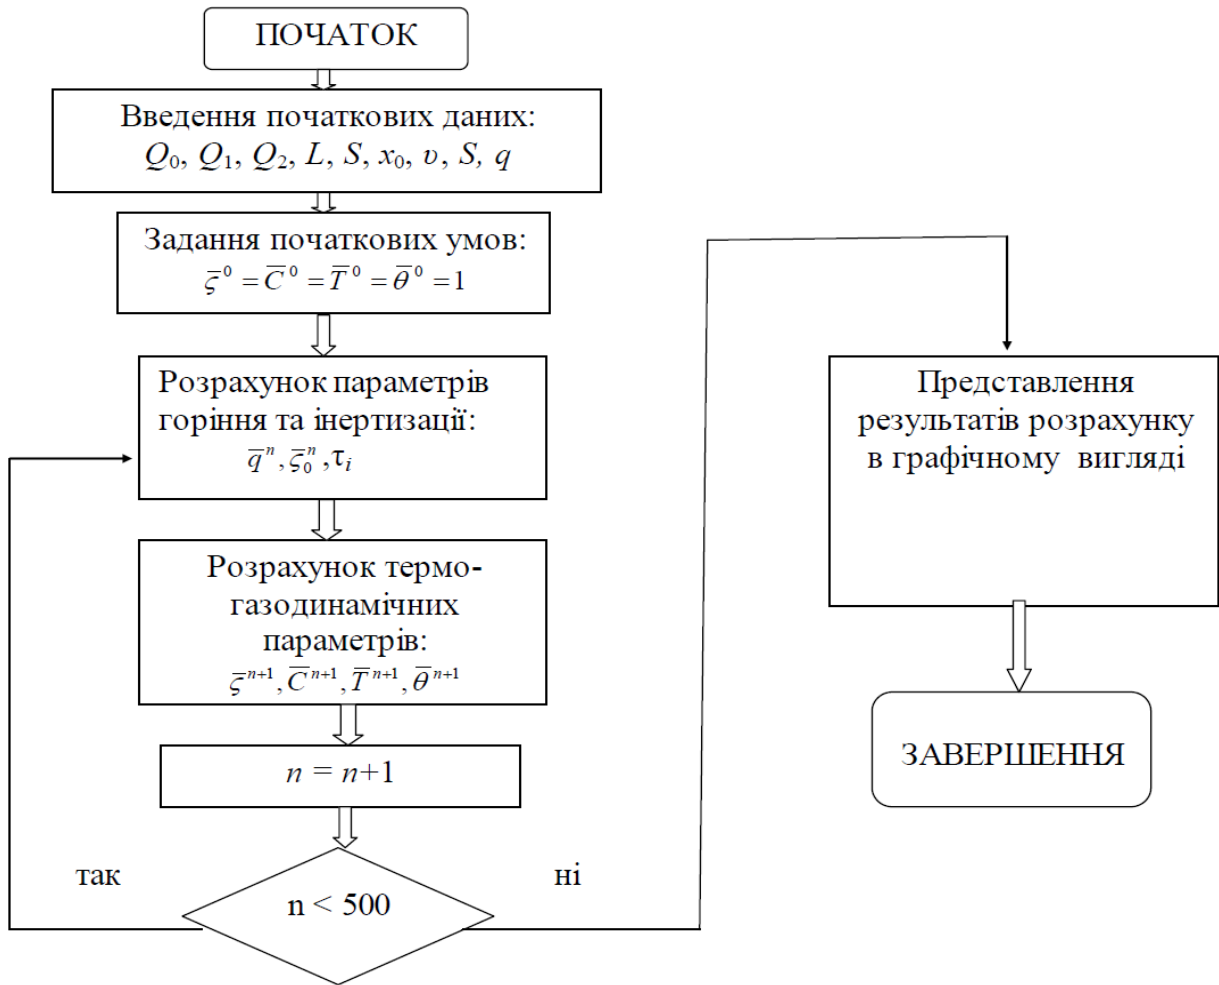 ПОЧАТОК
Введення початкових даних:
Q₀, Q₁, Q₂, L, S, x₀, υ, S, q
Задання початкових умов:
ς̅⁰ = C̅⁰ = T̅⁰ = θ̅⁰ = 1
Розрахунок параметрів
горіння та інертизації:
q̅ⁿ, ς̅₀ⁿ, τᵢ
Розрахунок термо-
газодинамічних
параметрів:
ς̅ⁿ⁺¹, C̅ⁿ⁺¹, T̅ⁿ⁺¹, θ̅ⁿ⁺¹
n = n+1
n < 500
так
ні
Представлення
результатів розрахунку
в графічному вигляді
ЗАВЕРШЕННЯ